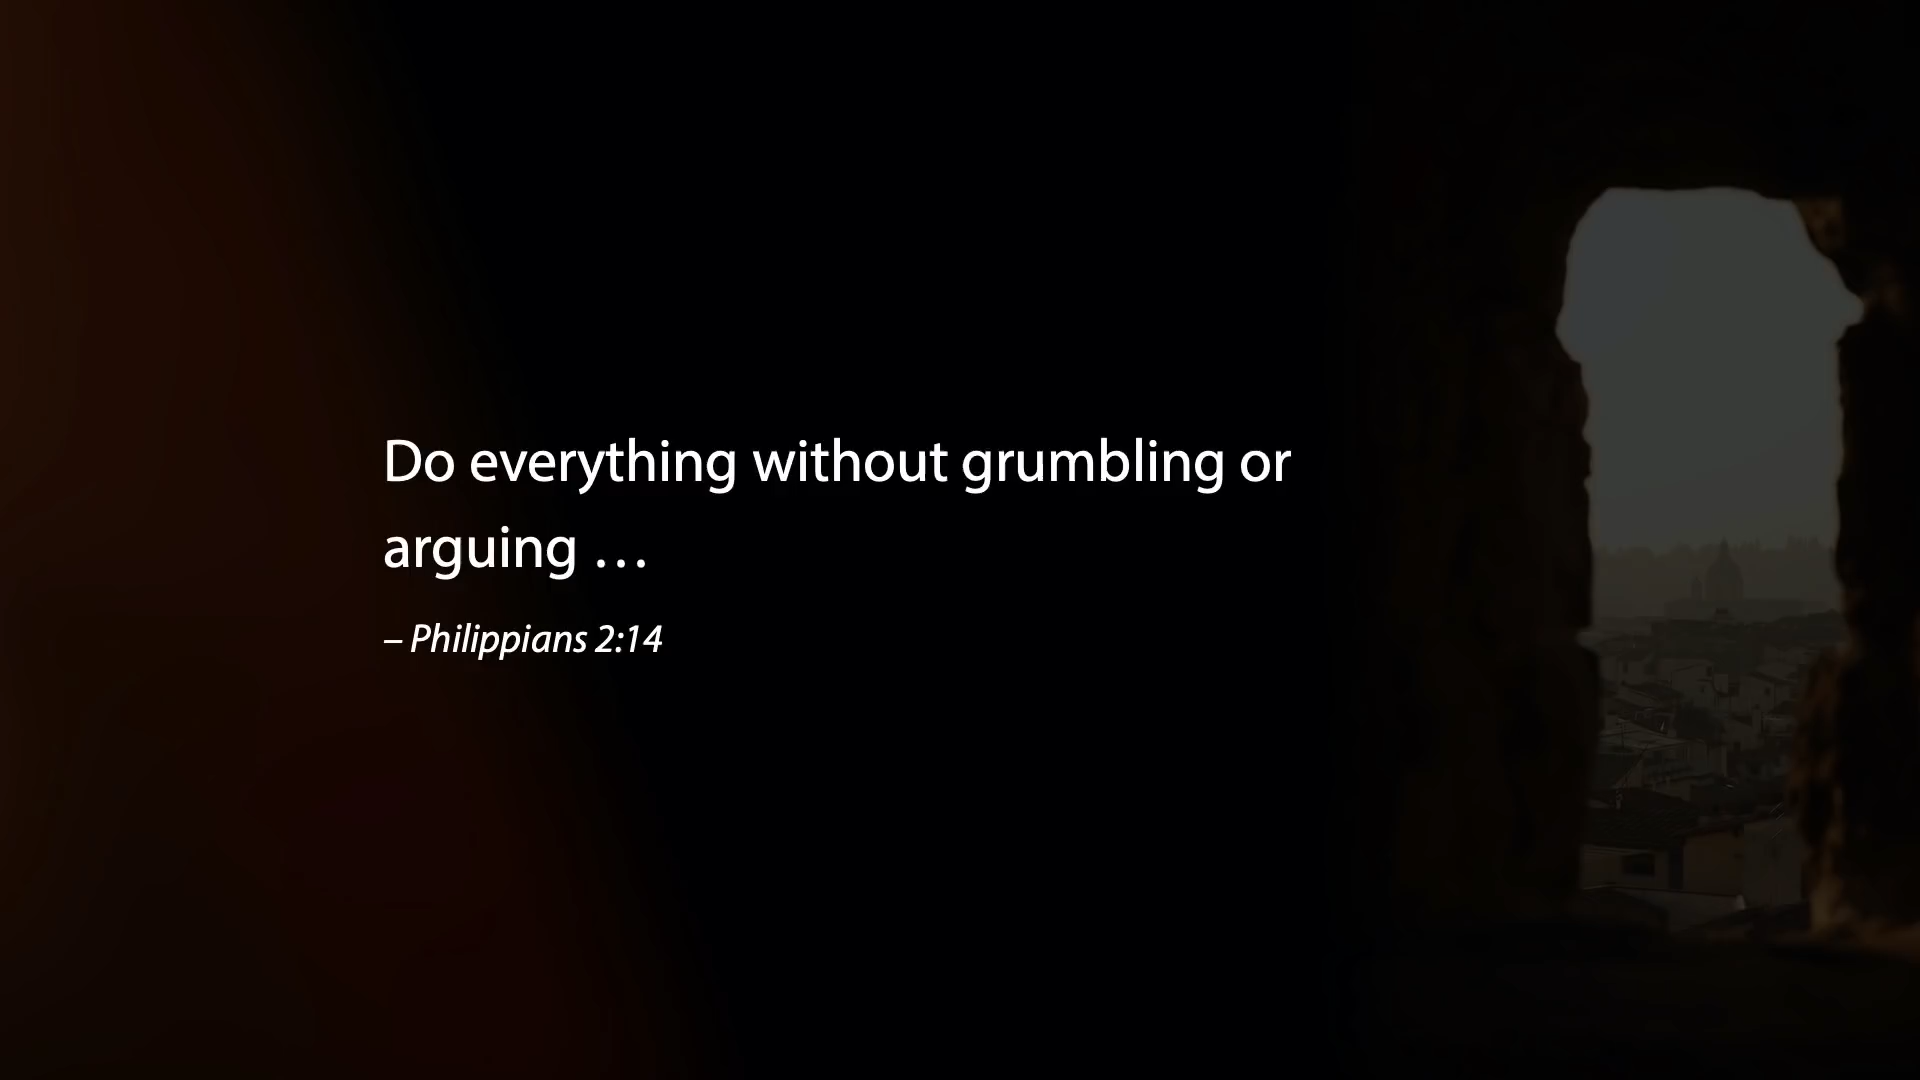 Do everything without grumbling or
arguing …
– Philippians 2:14